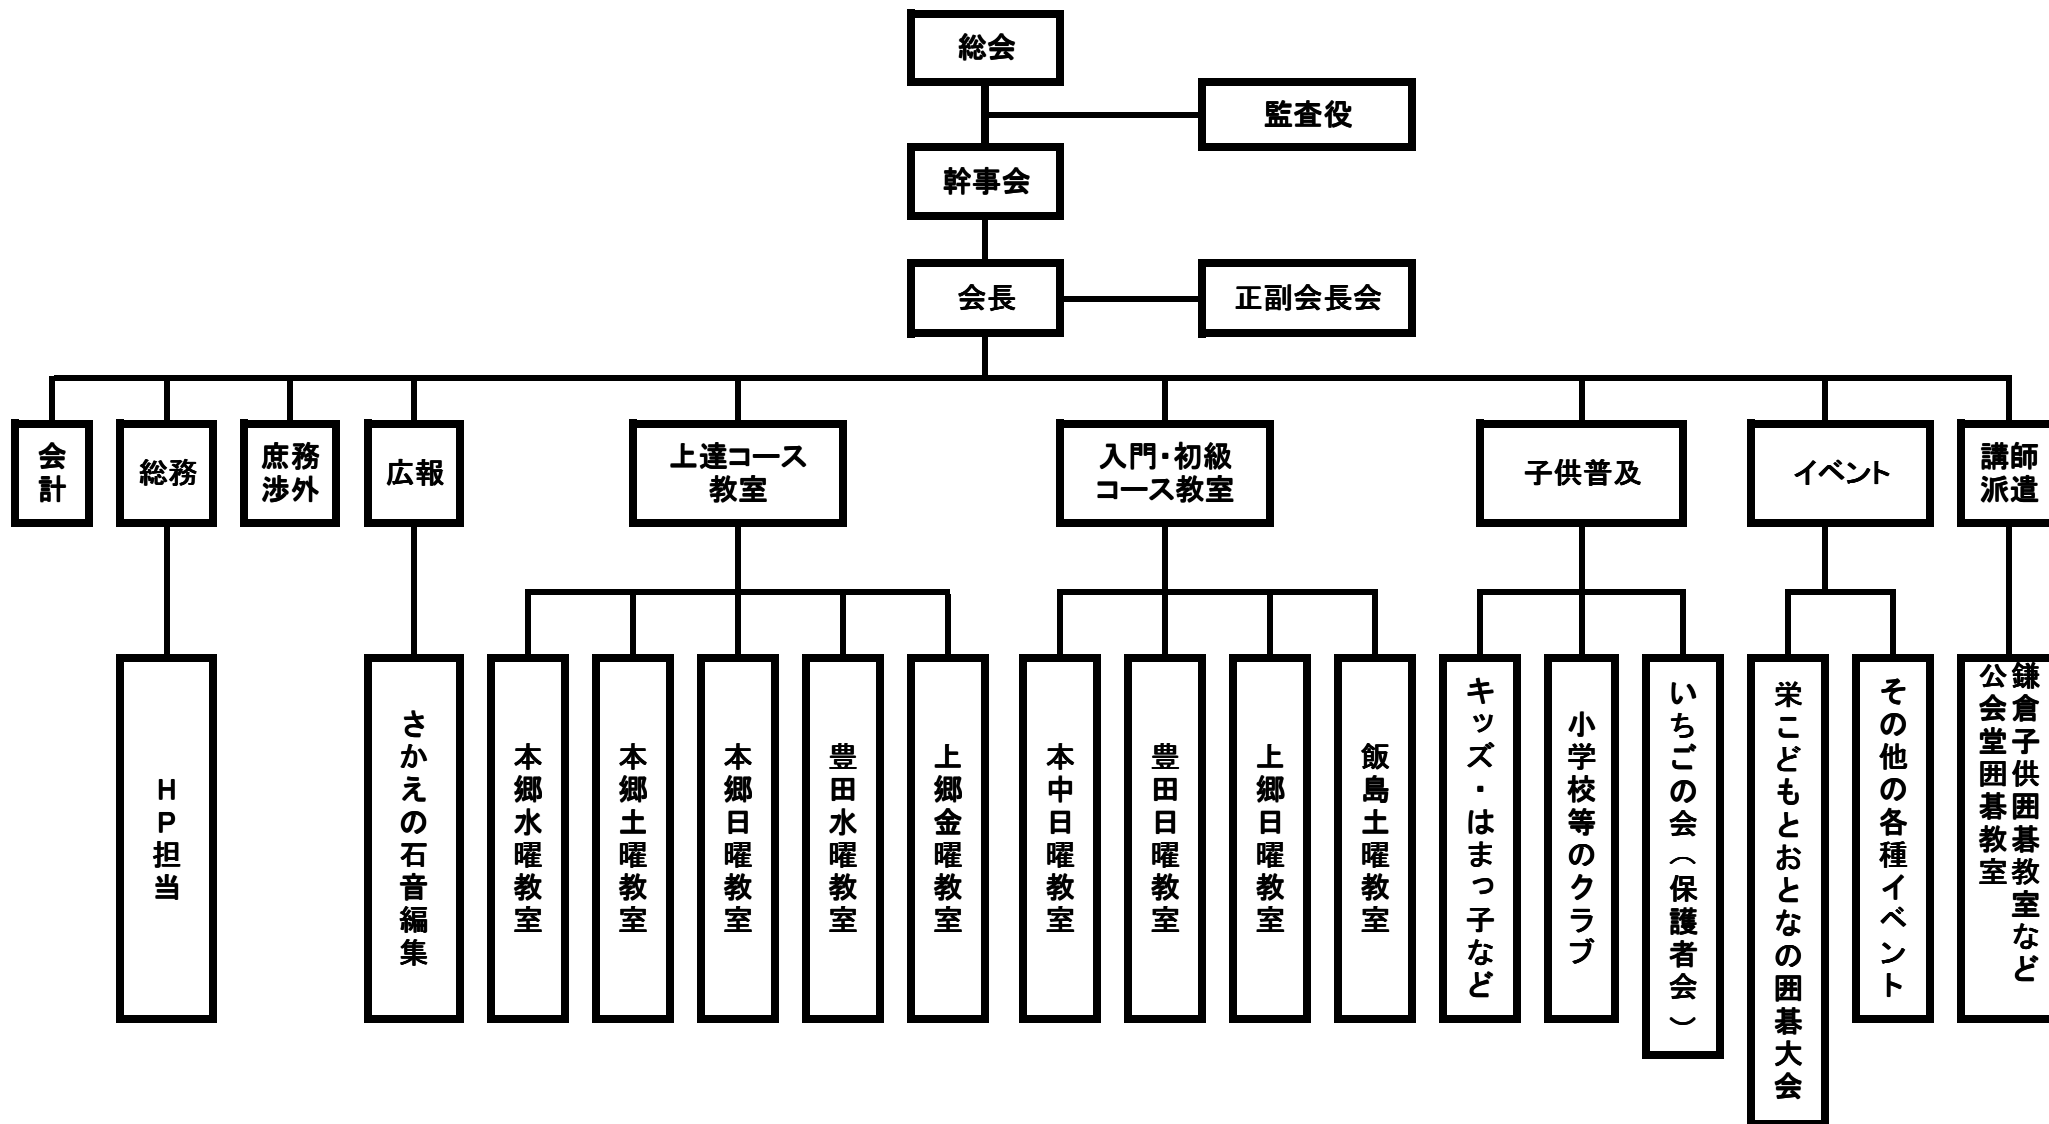 総会
監査役
幹事会
会長
正副会長会
会
計
総務
庶務
渉外
広報
上達コース
教室
入門・初級
コース教室
子供普及
イベント
講師
派遣
HP担当
さかえの石音編集
本郷水曜教室
本郷土曜教室
本郷日曜教室
豊田水曜教室
上郷金曜教室
本中日曜教室
豊田日曜教室
上郷日曜教室
飯島土曜教室
キッズ・はまっ子など
小学校等のクラブ
いちごの会（保護者会）
栄こどもとおとなの囲碁大会
その他の各種イベント
鎌倉子供囲碁教室など
公会堂囲碁教室